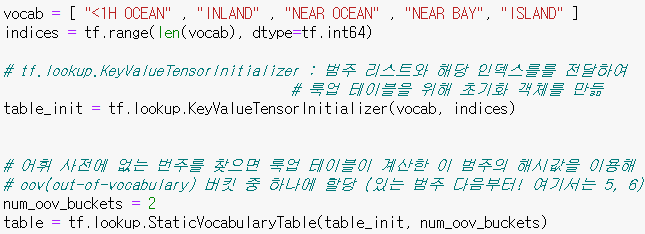 vocab = [ "<1H OCEAN" , "INLAND" , "NEAR OCEAN" , "NEAR BAY", "ISLAND" ]
indices = tf.range(len(vocab), dtype=tf.int64)
# tf.lookup.KeyValueTensorInitializer : 범주 리스트와 해당 인덱스를를 전달하여
# 룩업 테이블을 위해 초기화 객체를 만듦
table_init = tf.lookup.KeyValueTensorInitializer(vocab, indices)
# 어휘 사전에 없는 번주를 찾으면 룩업 테이블이 계산한 이 범주의 해시값을 이용해
# oov(out-of-vocabulary) 버킷 중 하나에 할당 (있는 범주 다음부터! 여기서는 5, 6)
num_oov_buckets = 2
table = tf.lookup.StaticVocabularyTable(table_init, num_oov_buckets)